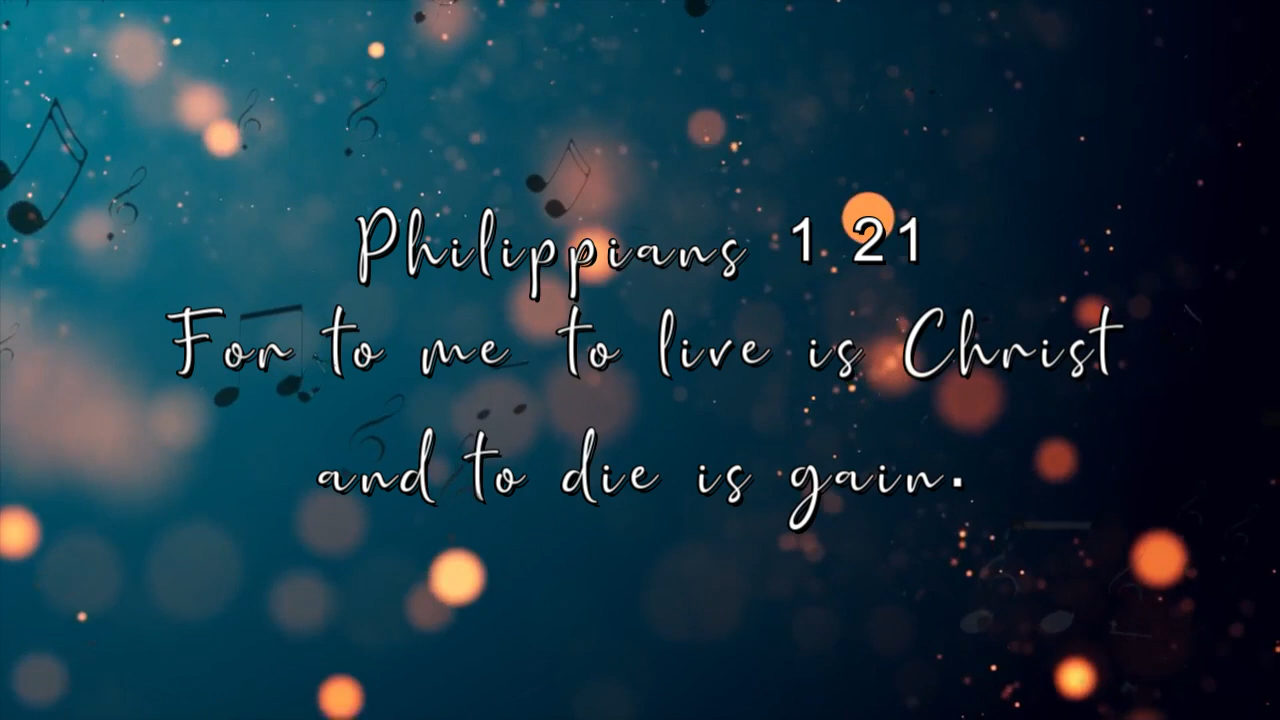 Philippians 1 21
For to me to live is Christ
and to die is gain.